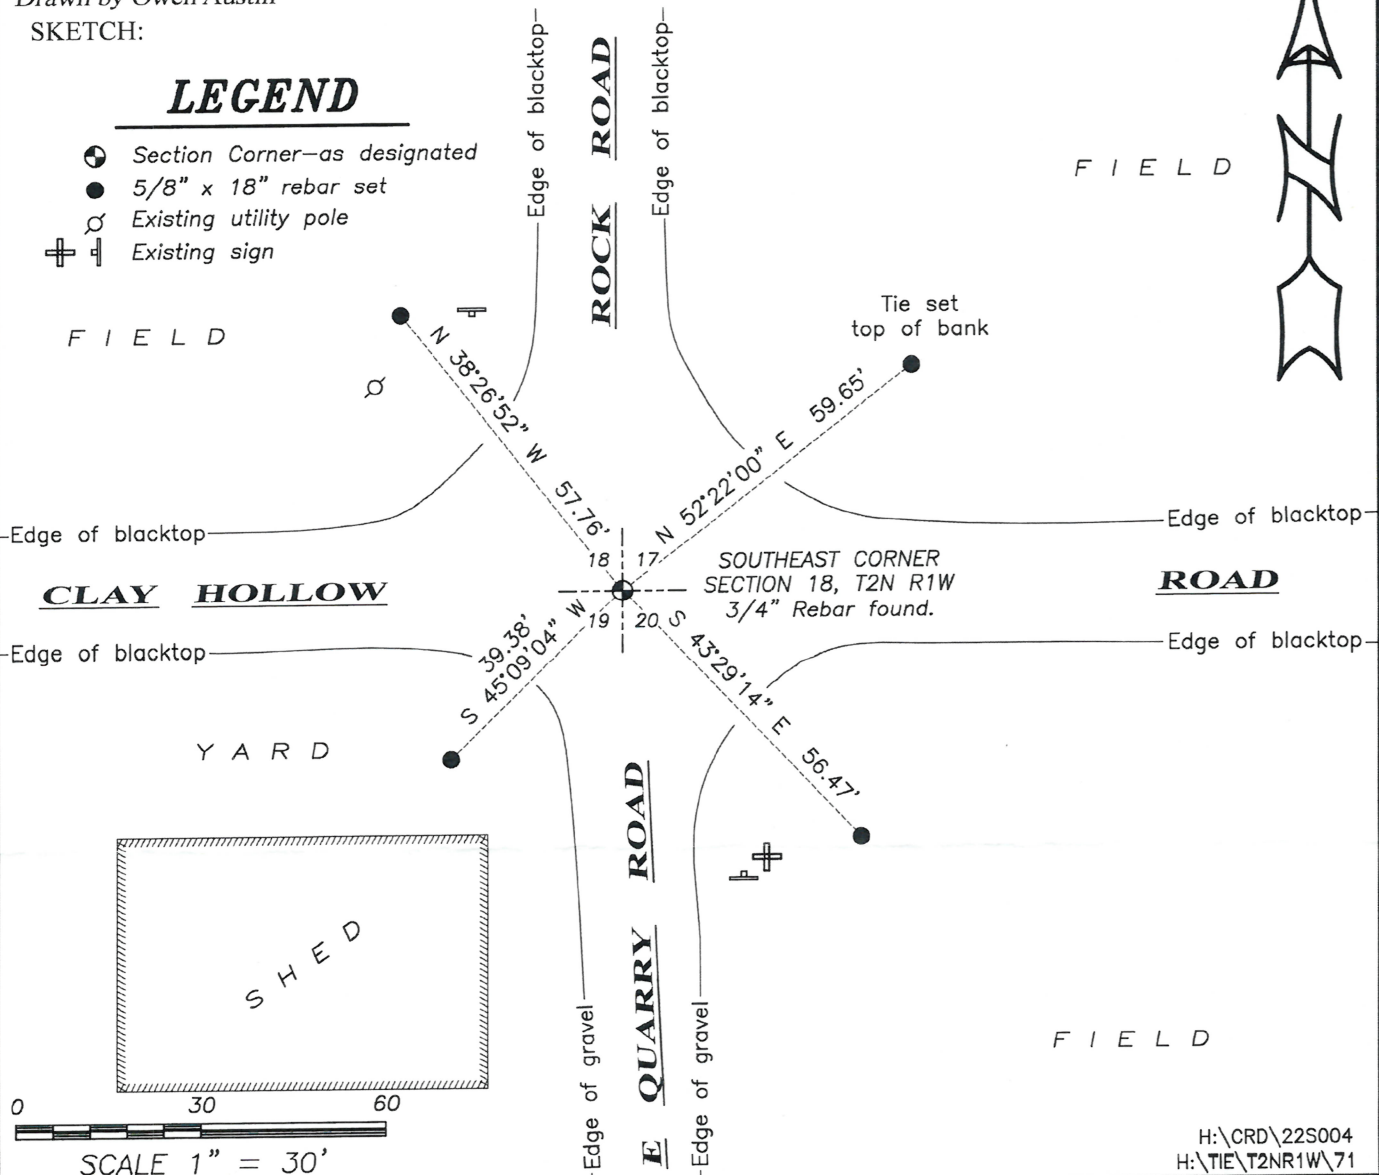 SKETCH:
LEGEND
Section Corner—as designated
5/8” x 18” rebar set
Existing utility pole
Existing sign
Edge of blacktop
ROCK ROAD
Edge of blacktop
FIELD
N
FIELD
Tie set
top of bank
N 38°26'52” W 57.76'
N 52°22'00” E 59.65'
Edge of blacktop
Edge of blacktop
18 17
SOUTHEAST CORNER
SECTION 18, T2N R1W
3/4” Rebar found.
CLAY HOLLOW
ROAD
19 20
39.38'
S 45°09'04” W
S 43°29'14” E 56.47'
Edge of blacktop
Edge of blacktop
YARD
SHED
Edge of gravel
E QUARRY ROAD
Edge of gravel
FIELD
0 30 60
SCALE 1” = 30'
H:\CRD\22S004
H:\TIE\T2NR1W\71